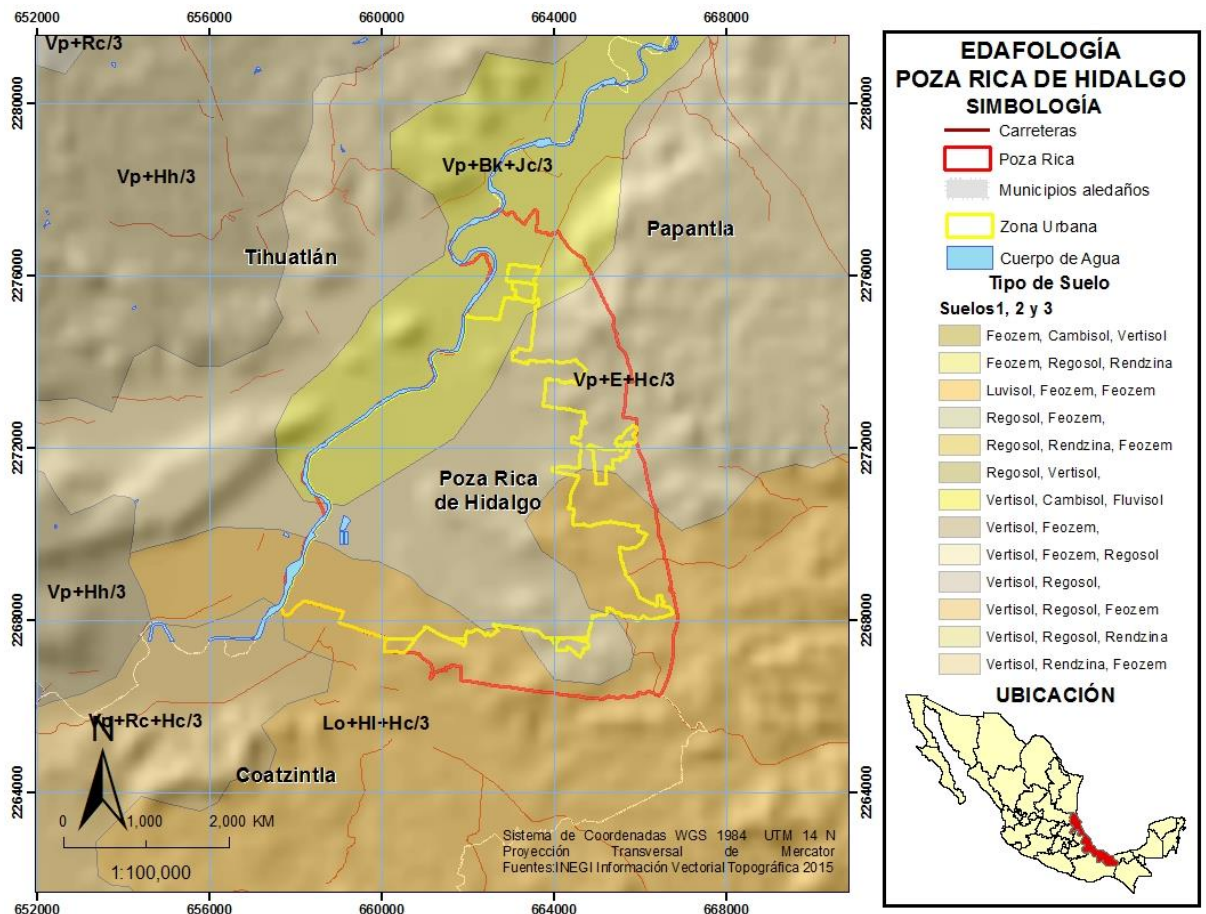 652000 656000 660000 664000 668000
2280000
2276000
2272000
2268000
2264000
Vp+Rc/3
Vp+Hh/3
Vp+Bk+Jc/3
Tihuatlán
Papantla
Vp+E+Hc/3
Poza Rica
de Hidalgo
Vp+Hh/3
Vp+Rc+Hc/3
Lo+Hl+Hc/3
Coatzintla
N
0 1,000 2,000 KM
1:100,000
Sistema de Coordenadas WGS 1984 UTM 14 N
Proyección Transversal de Mercator
Fuentes:INEGI Información Vectorial Topográfica 2015
2280000
2276000
2272000
2268000
2264000
652000 656000 660000 664000 668000
EDAFOLOGÍA
POZA RICA DE HIDALGO
SIMBOLOGÍA
Carreteras
Poza Rica
Municipios aledaños
Zona Urbana
Cuerpo de Agua
Tipo de Suelo
Suelos1, 2 y 3
Feozem, Cambisol, Vertisol
Feozem, Regosol, Rendzina
Luvisol, Feozem, Feozem
Regosol, Feozem,
Regosol, Rendzina, Feozem
Regosol, Vertisol,
Vertisol, Cambisol, Fluvisol
Vertisol, Feozem,
Vertisol, Feozem, Regosol
Vertisol, Regosol,
Vertisol, Regosol, Feozem
Vertisol, Regosol, Rendzina
Vertisol, Rendzina, Feozem
UBICACIÓN